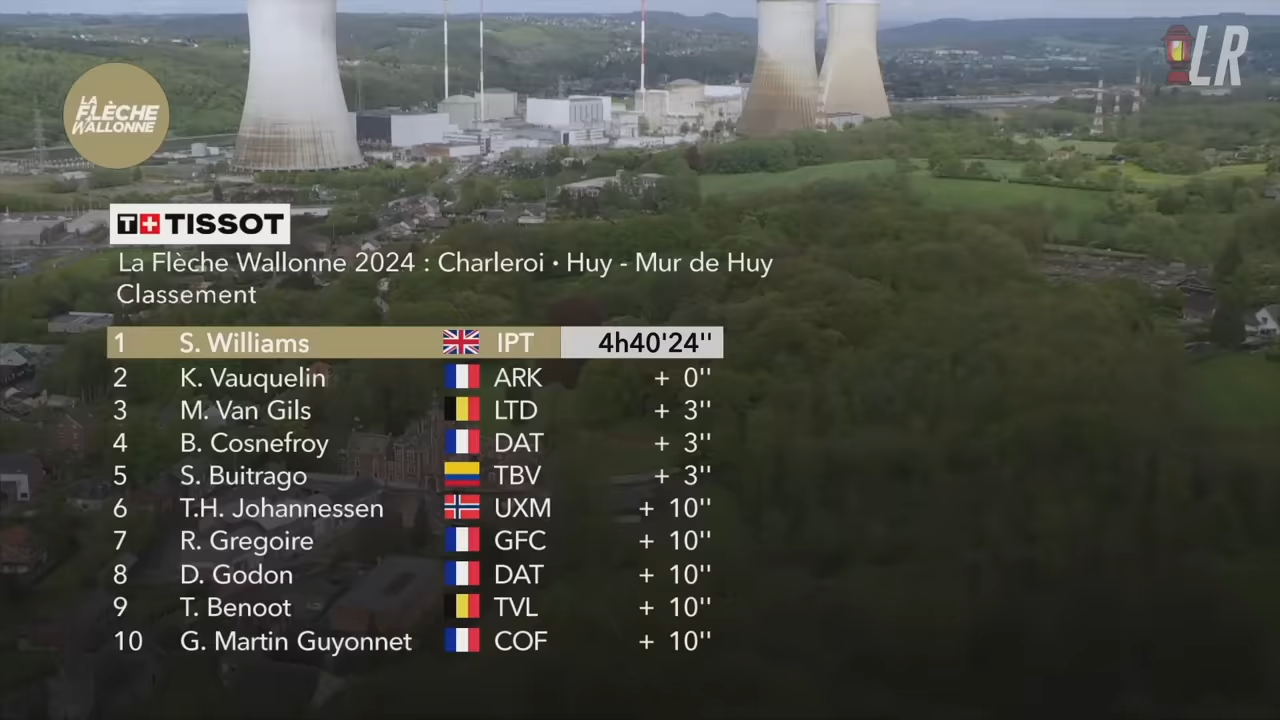 LR
LA
FLÈCHE
WALLONNE
T+ TISSOT
La Flèche Wallonne 2024 : Charleroi • Huy - Mur de Huy
Classement
1 S. Williams IPT 4h40'24''
2 K. Vauquelin ARK + 0''
3 M. Van Gils LTD + 3''
4 B. Cosnefroy DAT + 3''
5 S. Buitrago TBV + 3''
6 T.H. Johannessen UXM + 10''
7 R. Gregoire GFC + 10''
8 D. Godon DAT + 10''
9 T. Benoot TVL + 10''
10 G. Martin Guyonnet COF + 10''